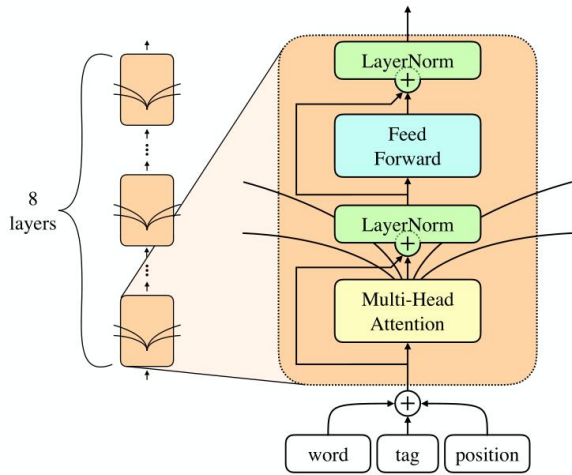 LayerNorm
+
Feed
Forward
8
layers
LayerNorm
+
Multi-Head
Attention
+
word
tag
position